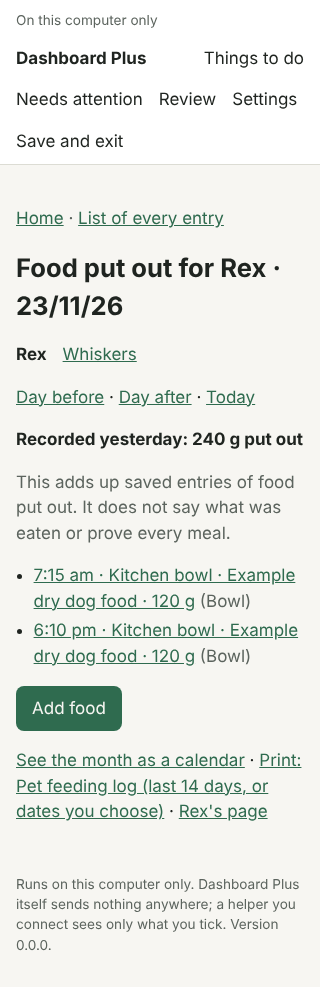 On this computer only
Dashboard Plus
Things to do
Needs attention Review Settings
Save and exit
Home · List of every entry
Food put out for Rex ·
23/11/26
Rex Whiskers
Day before · Day after · Today
Recorded yesterday: 240 g put out
This adds up saved entries of food
put out. It does not say what was
eaten or prove every meal.
• 7:15 am · Kitchen bowl · Example
dry dog food · 120 g (Bowl)
• 6:10 pm · Kitchen bowl · Example
dry dog food · 120 g (Bowl)
Add food
See the month as a calendar · Print:
Pet feeding log (last 14 days, or
dates you choose) · Rex's page
Runs on this computer only. Dashboard Plus
itself sends nothing anywhere; a helper you
connect sees only what you tick. Version
0.0.0.